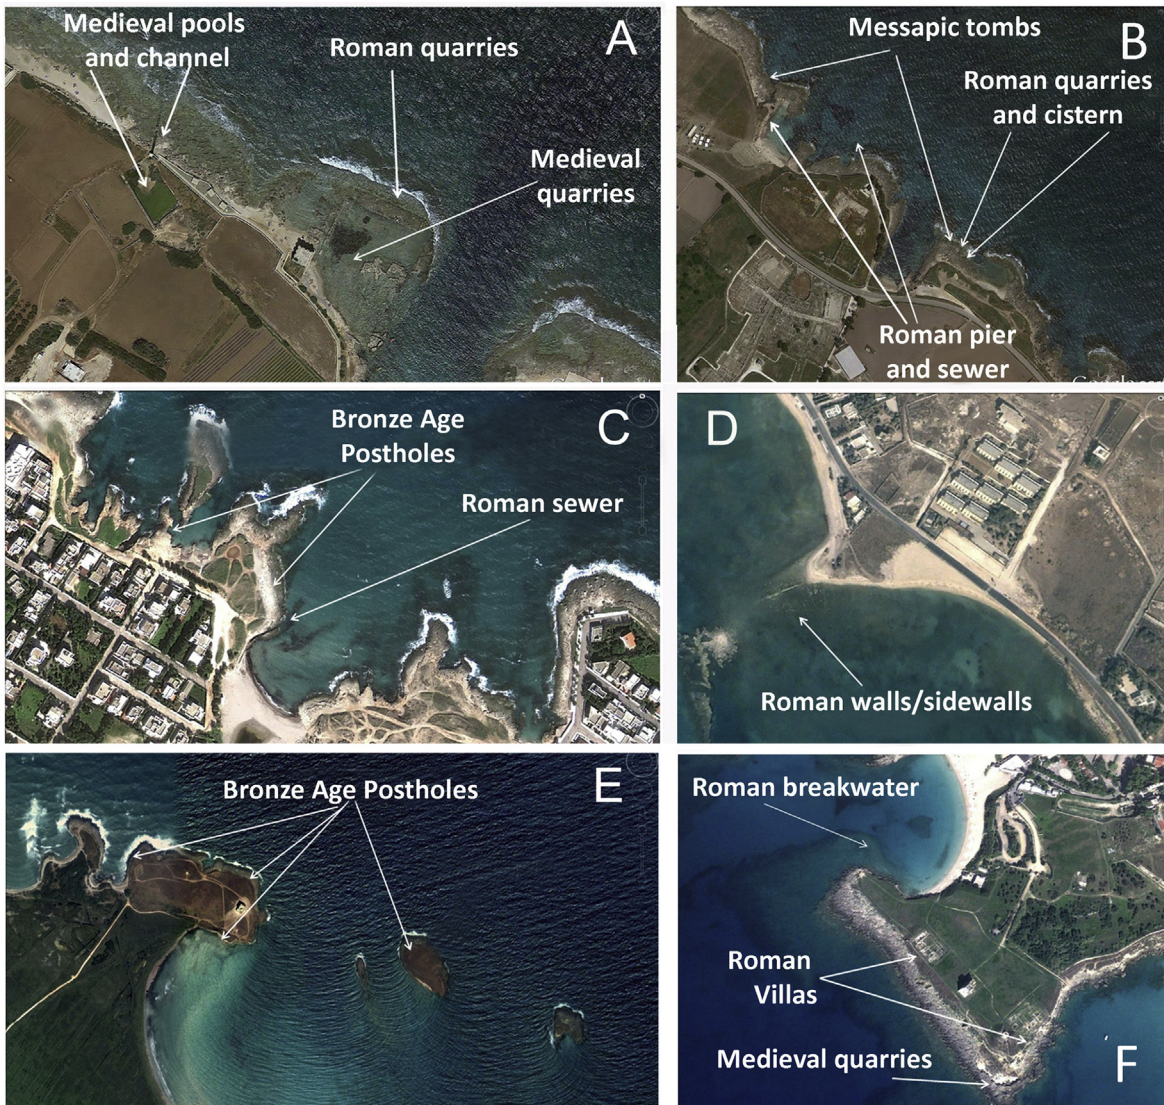 Medieval pools
and channel
Roman quarries
A
Medieval
quarries
Messapic tombs
B
Roman quarries
and cistern
Roman pier
and sewer
Bronze Age
Postholes
C
Roman sewer
D
Roman walls/sidewalls
Bronze Age Postholes
E
Roman breakwater
Roman
Villas
Medieval quarries
F